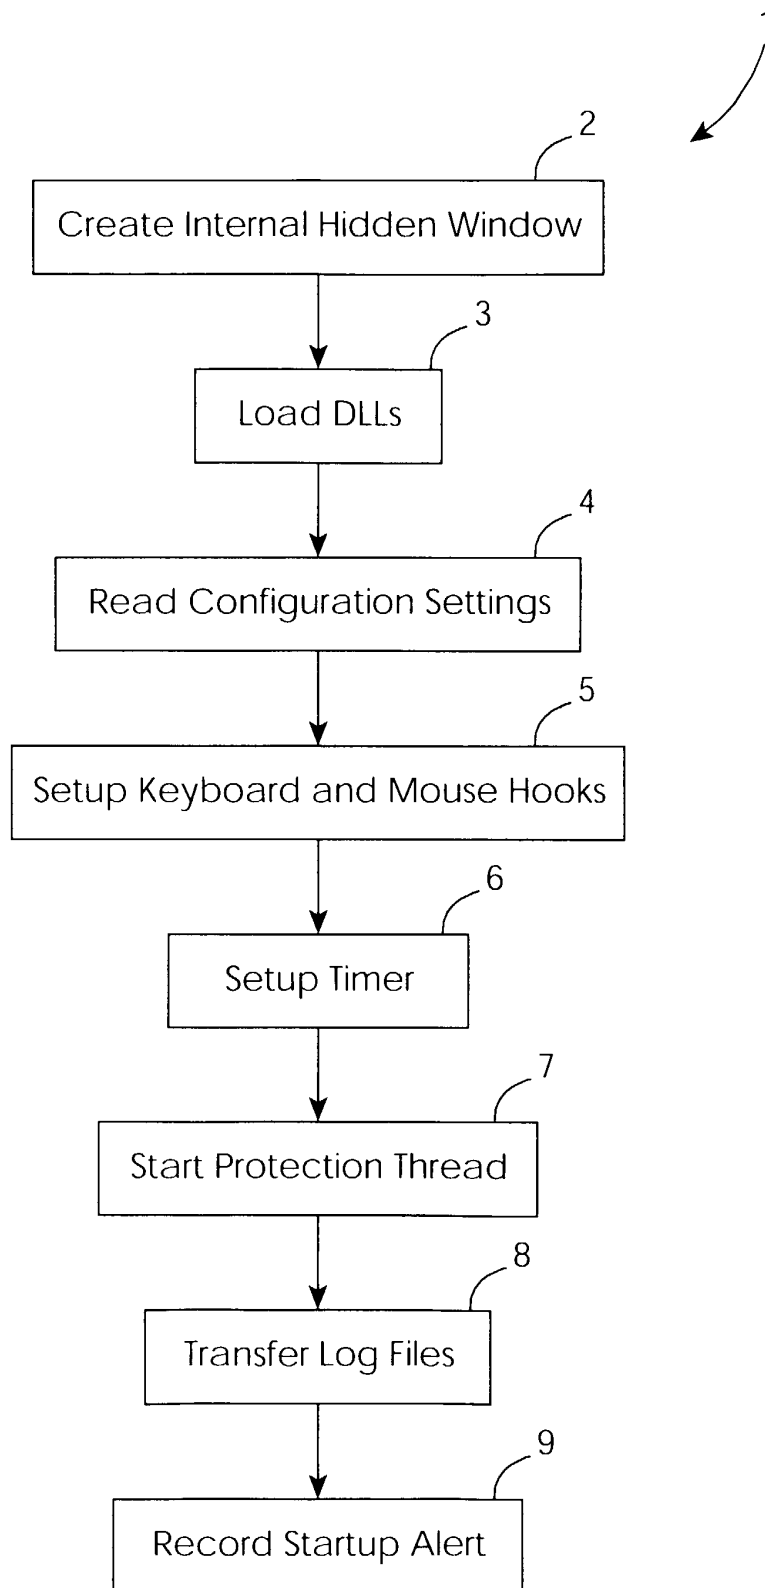 2
Create Internal Hidden Window
3
Load DLLs
4
Read Configuration Settings
5
Setup Keyboard and Mouse Hooks
6
Setup Timer
7
Start Protection Thread
8
Transfer Log Files
9
Record Startup Alert